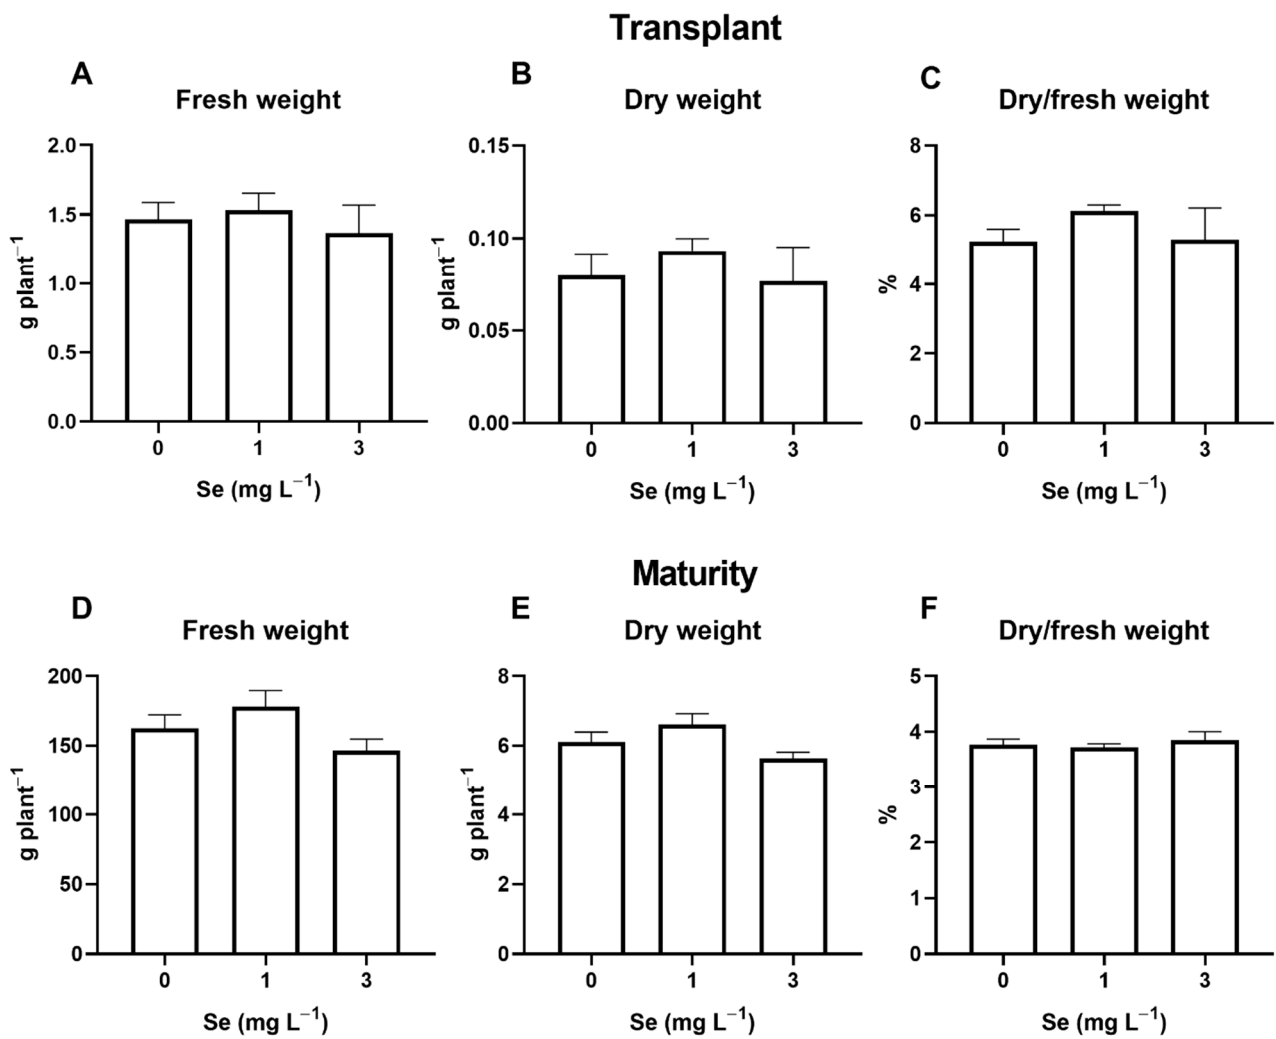 Transplant
A
Fresh weight
2.0
1.5
1.0
0.5
0.0
g plant⁻¹
0 1 3
Se (mg L⁻¹)
B
Dry weight
0.15
0.10
0.05
0.00
g plant⁻¹
0 1 3
Se (mg L⁻¹)
C
Dry/fresh weight
8
6
4
2
0
%
0 1 3
Se (mg L⁻¹)
Maturity
D
Fresh weight
200
150
100
50
0
g plant⁻¹
0 1 3
Se (mg L⁻¹)
E
Dry weight
8
6
4
2
0
g plant⁻¹
0 1 3
Se (mg L⁻¹)
F
Dry/fresh weight
5
4
3
2
1
0
%
0 1 3
Se (mg L⁻¹)